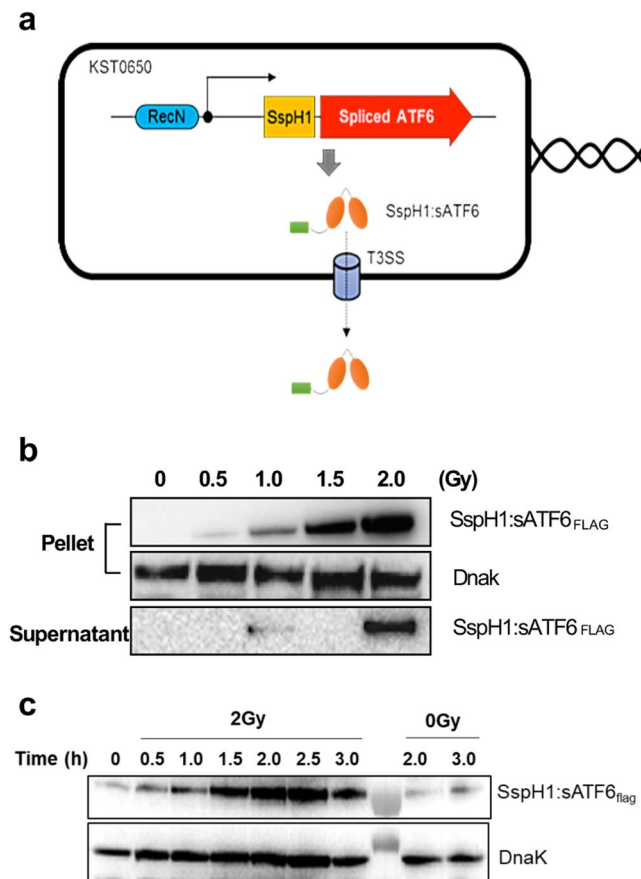 a
KST0650
RecN
SspH1
Spliced ATF6
SspH1:sATF6
T3SS
b
0 0.5 1.0 1.5 2.0 (Gy)
SspH1:sATF6FLAG
Pellet
Dnak
Supernatant SspH1:sATF6 FLAG
c
2Gy 0Gy
Time (h) 0 0.5 1.0 1.5 2.0 2.5 3.0 2.0 3.0
SspH1:sATF6flag
DnaK